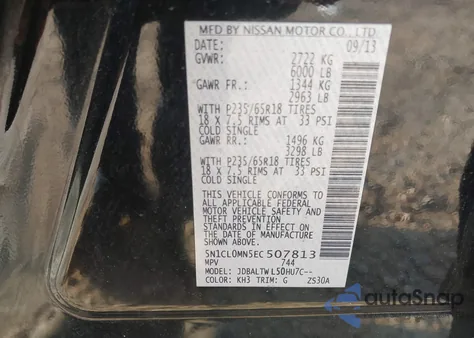 MFD BY NISSAN MOTOR CO., LTD.
DATE: 09/13
GVWR: 2722 KG
6000 LB
GAWR FR.: 1344 KG
2963 LB
WITH P235/65R18 TIRES
18 X 7.5 RIMS AT 33 PSI
COLD SINGLE
GAWR RR.: 1496 KG
3298 LB
WITH P235/65R18 TIRES
18 X 7.5 RIMS AT 33 PSI
COLD SINGLE
THIS VEHICLE CONFORMS TO
ALL APPLICABLE FEDERAL
MOTOR VEHICLE SAFETY
AND THEFT PREVENTION
STANDARDS IN EFFECT ON
THE DATE OF MANUFACTURE
SHOWN ABOVE.
5N1CL0MN5EC507813
MPV 744
MODEL: JDBALTWL50HU7C--
COLOR: KH3 TRIM: G ZS30A
autoSnap